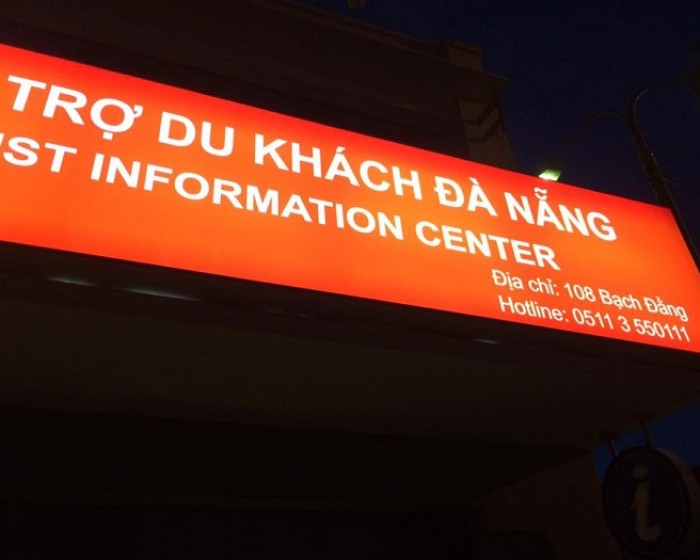 TRỢ DU KHÁCH ĐÀ NẴNG
IST INFORMATION CENTER
Địa chỉ: 108 Bạch Đằng
Hotline: 0511 3 550111
i